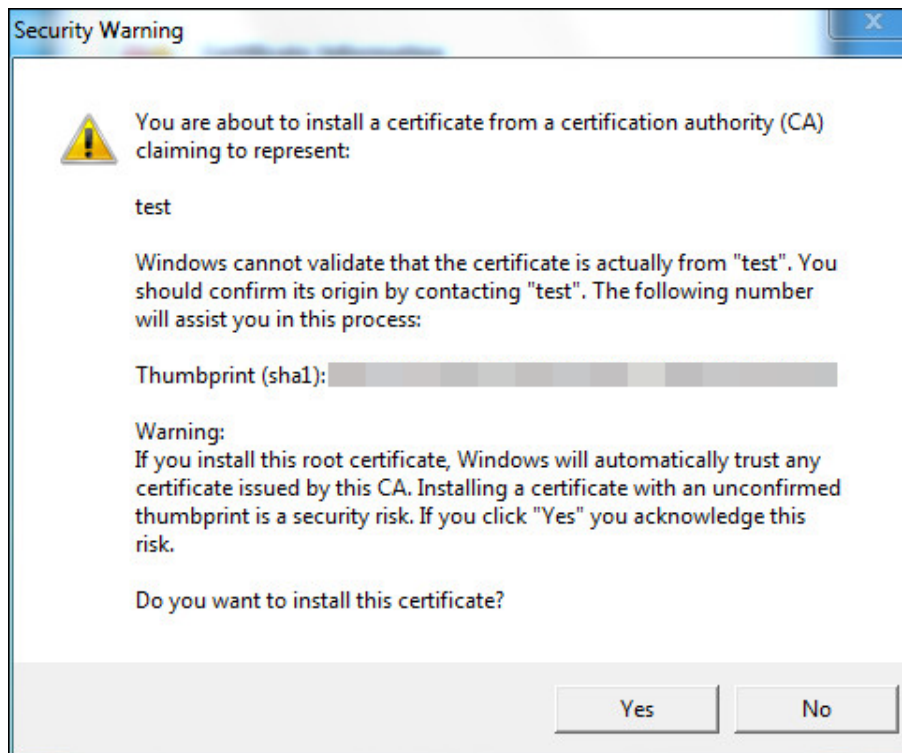 Security Warning
You are about to install a certificate from a certification authority (CA)
claiming to represent:
test
Windows cannot validate that the certificate is actually from "test". You
should confirm its origin by contacting "test". The following number
will assist you in this process:
Thumbprint (sha1):
Warning:
If you install this root certificate, Windows will automatically trust any
certificate issued by this CA. Installing a certificate with an unconfirmed
thumbprint is a security risk. If you click "Yes" you acknowledge this
risk.
Do you want to install this certificate?
Yes No